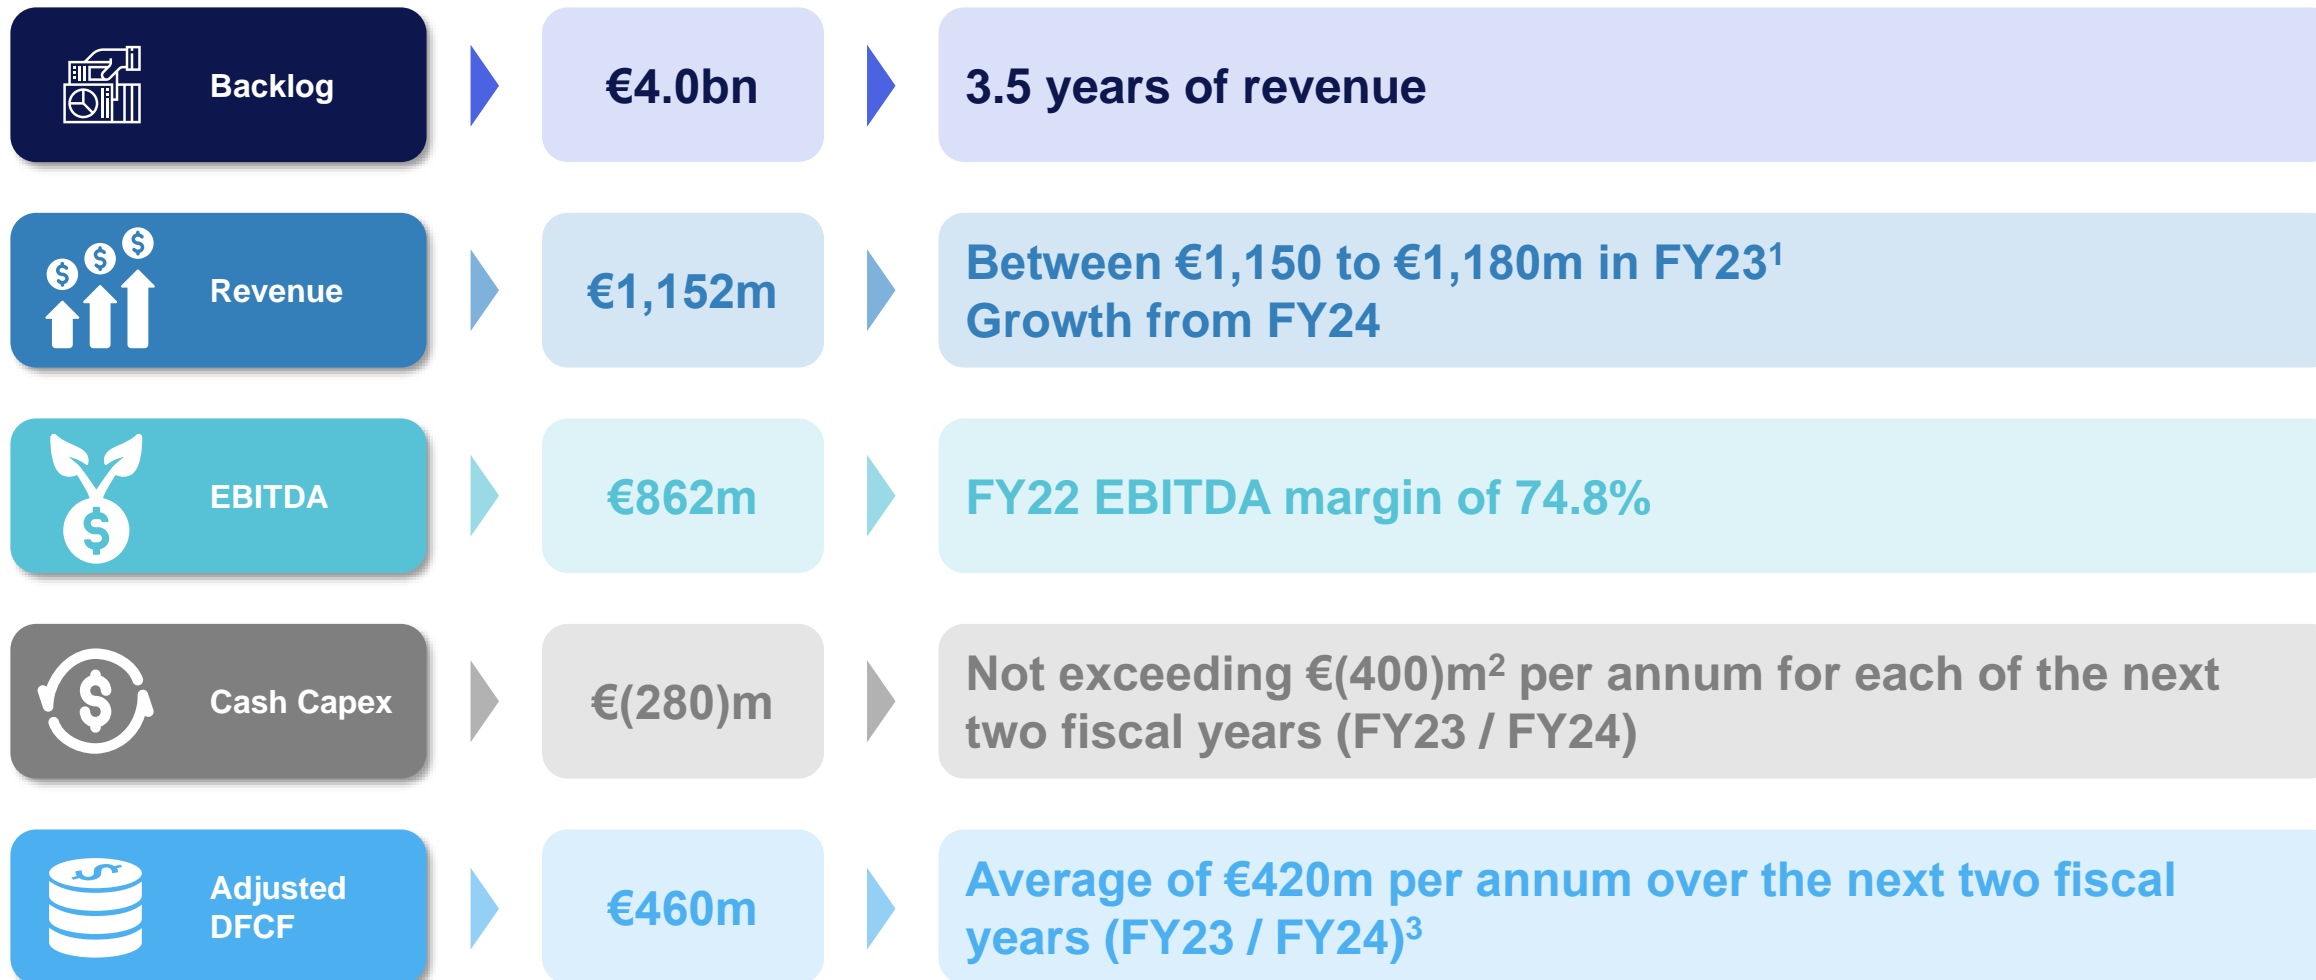 Backlog
€4.0bn
3.5 years of revenue
Revenue
€1,152m
Between €1,150 to €1,180m in FY23¹
Growth from FY24
EBITDA
€862m
FY22 EBITDA margin of 74.8%
Cash Capex
€(280)m
Not exceeding €(400)m² per annum for each of the next
two fiscal years (FY23 / FY24)
Adjusted
DFCF
€460m
Average of €420m per annum over the next two fiscal
years (FY23 / FY24)³